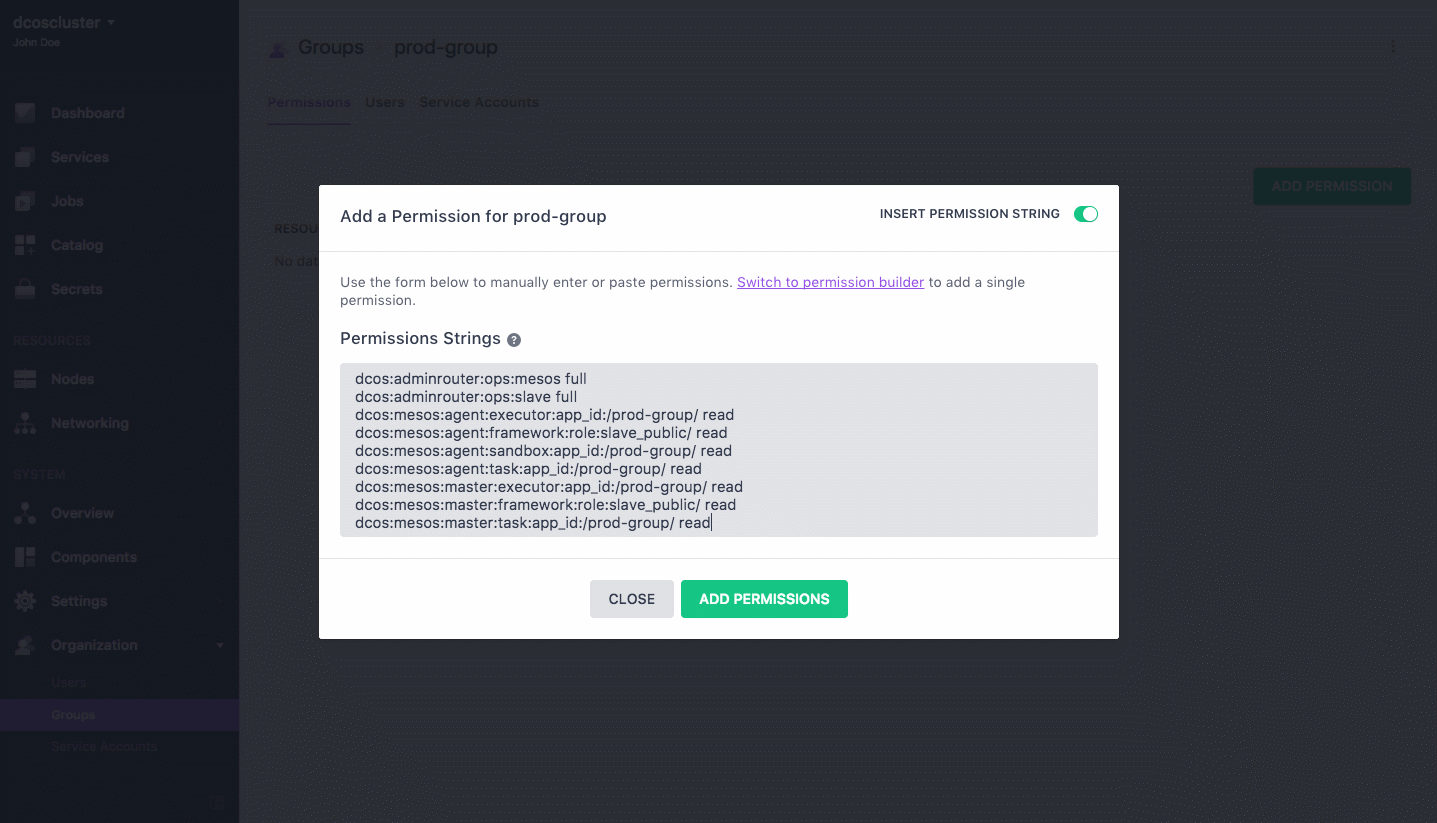 dcoscluster
John Doe
Dashboard
Services
Jobs
Catalog
Secrets
RESOURCES
Nodes
Networking
SYSTEM
Overview
Components
Settings
Organization
Users
Groups
Service Accounts
Groups prod-group
Permissions Users Service Accounts
ADD PERMISSION
RESOU
No dat
Add a Permission for prod-group
INSERT PERMISSION STRING
Use the form below to manually enter or paste permissions. Switch to permission builder to add a single
permission.
Permissions Strings ?
dcos:adminrouter:ops:mesos full
dcos:adminrouter:ops:slave full
dcos:mesos:agent:executor:app_id:/prod-group/ read
dcos:mesos:agent:framework:role:slave_public/ read
dcos:mesos:agent:sandbox:app_id:/prod-group/ read
dcos:mesos:agent:task:app_id:/prod-group/ read
dcos:mesos:master:executor:app_id:/prod-group/ read
dcos:mesos:master:framework:role:slave_public/ read
dcos:mesos:master:task:app_id:/prod-group/ read
CLOSE
ADD PERMISSIONS